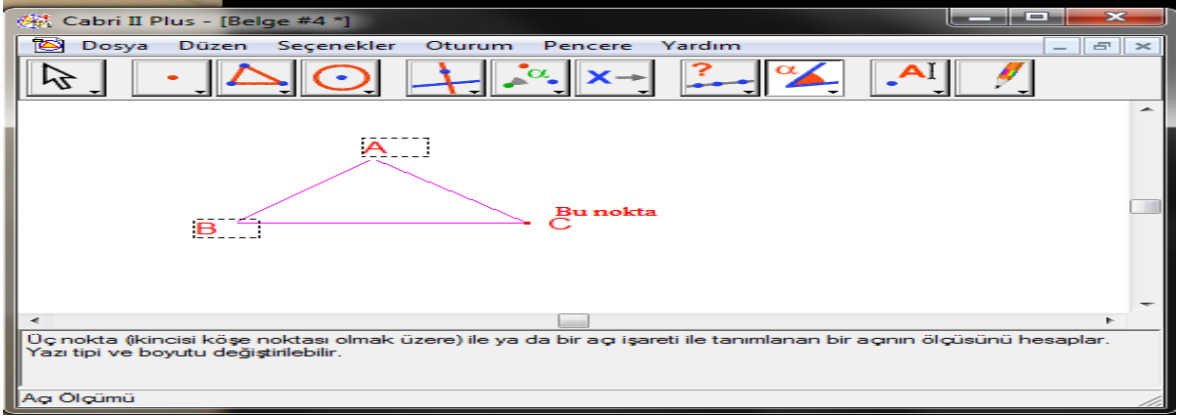 Cabri II Plus - [Belge #4 *]
Dosya Düzen Seçenekler Oturum Pencere Yardım
A
Bu nokta
B
C
Üç nokta (ikincisi köşe noktası olmak üzere) ile ya da bir açı işareti ile tanımlanan bir açının ölçüsünü hesaplar.
Yazı tipi ve boyutu değiştirilebilir.
Açı Ölçümü